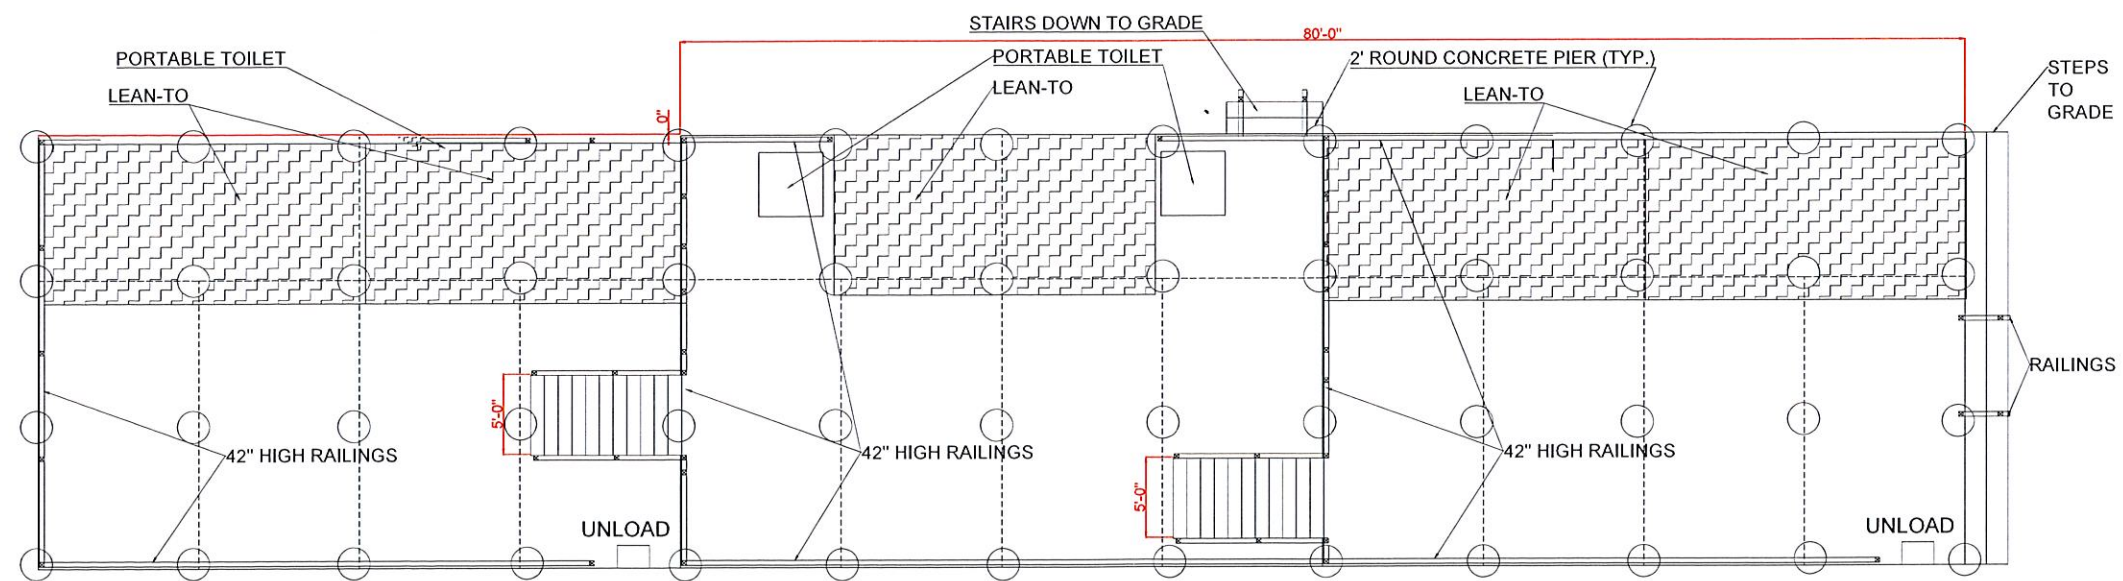 STAIRS DOWN TO GRADE
80'-0"
PORTABLE TOILET
PORTABLE TOILET
2' ROUND CONCRETE PIER (TYP.)
STEPS
TO
GRADE
LEAN-TO
LEAN-TO
LEAN-TO
0"
RAILINGS
5'-0"
42" HIGH RAILINGS
42" HIGH RAILINGS
42" HIGH RAILINGS
5'-0"
UNLOAD
UNLOAD